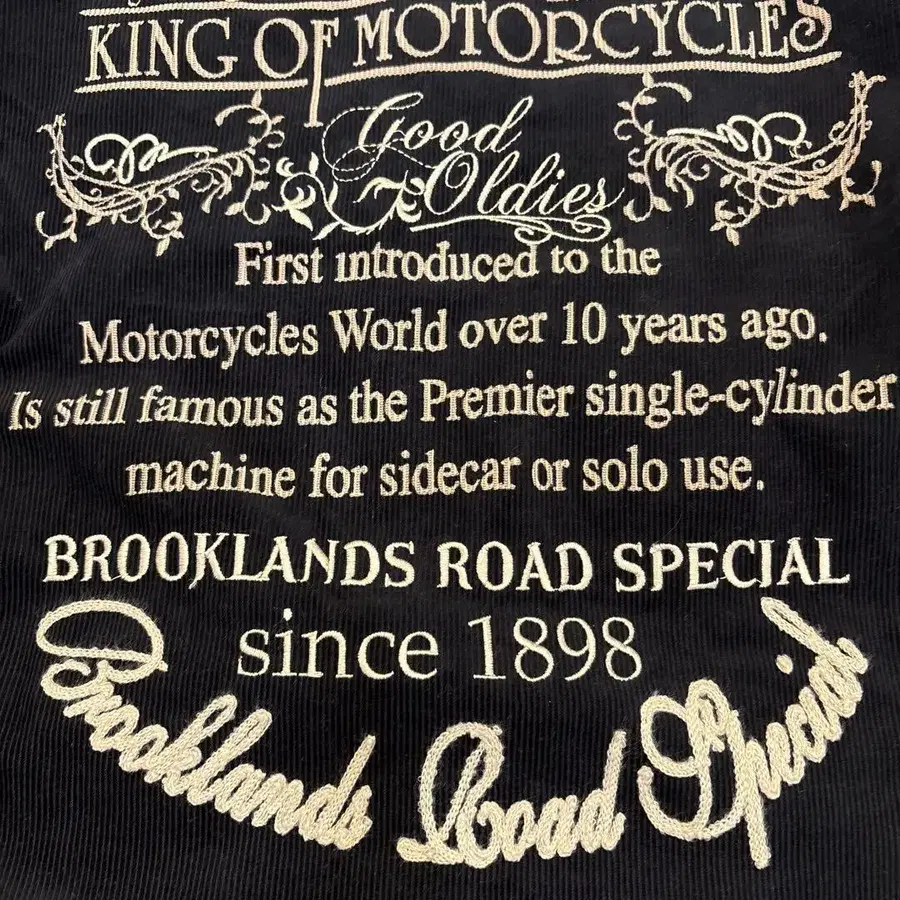 KING OF MOTORCYCLES
Good
Oldies
First introduced to the
Motorcycles World over 10 years ago.
Is still famous as the Premier single-cylinder
machine for sidecar or solo use.
BROOKLANDS ROAD SPECIAL
since 1898
Brooklands Road Special